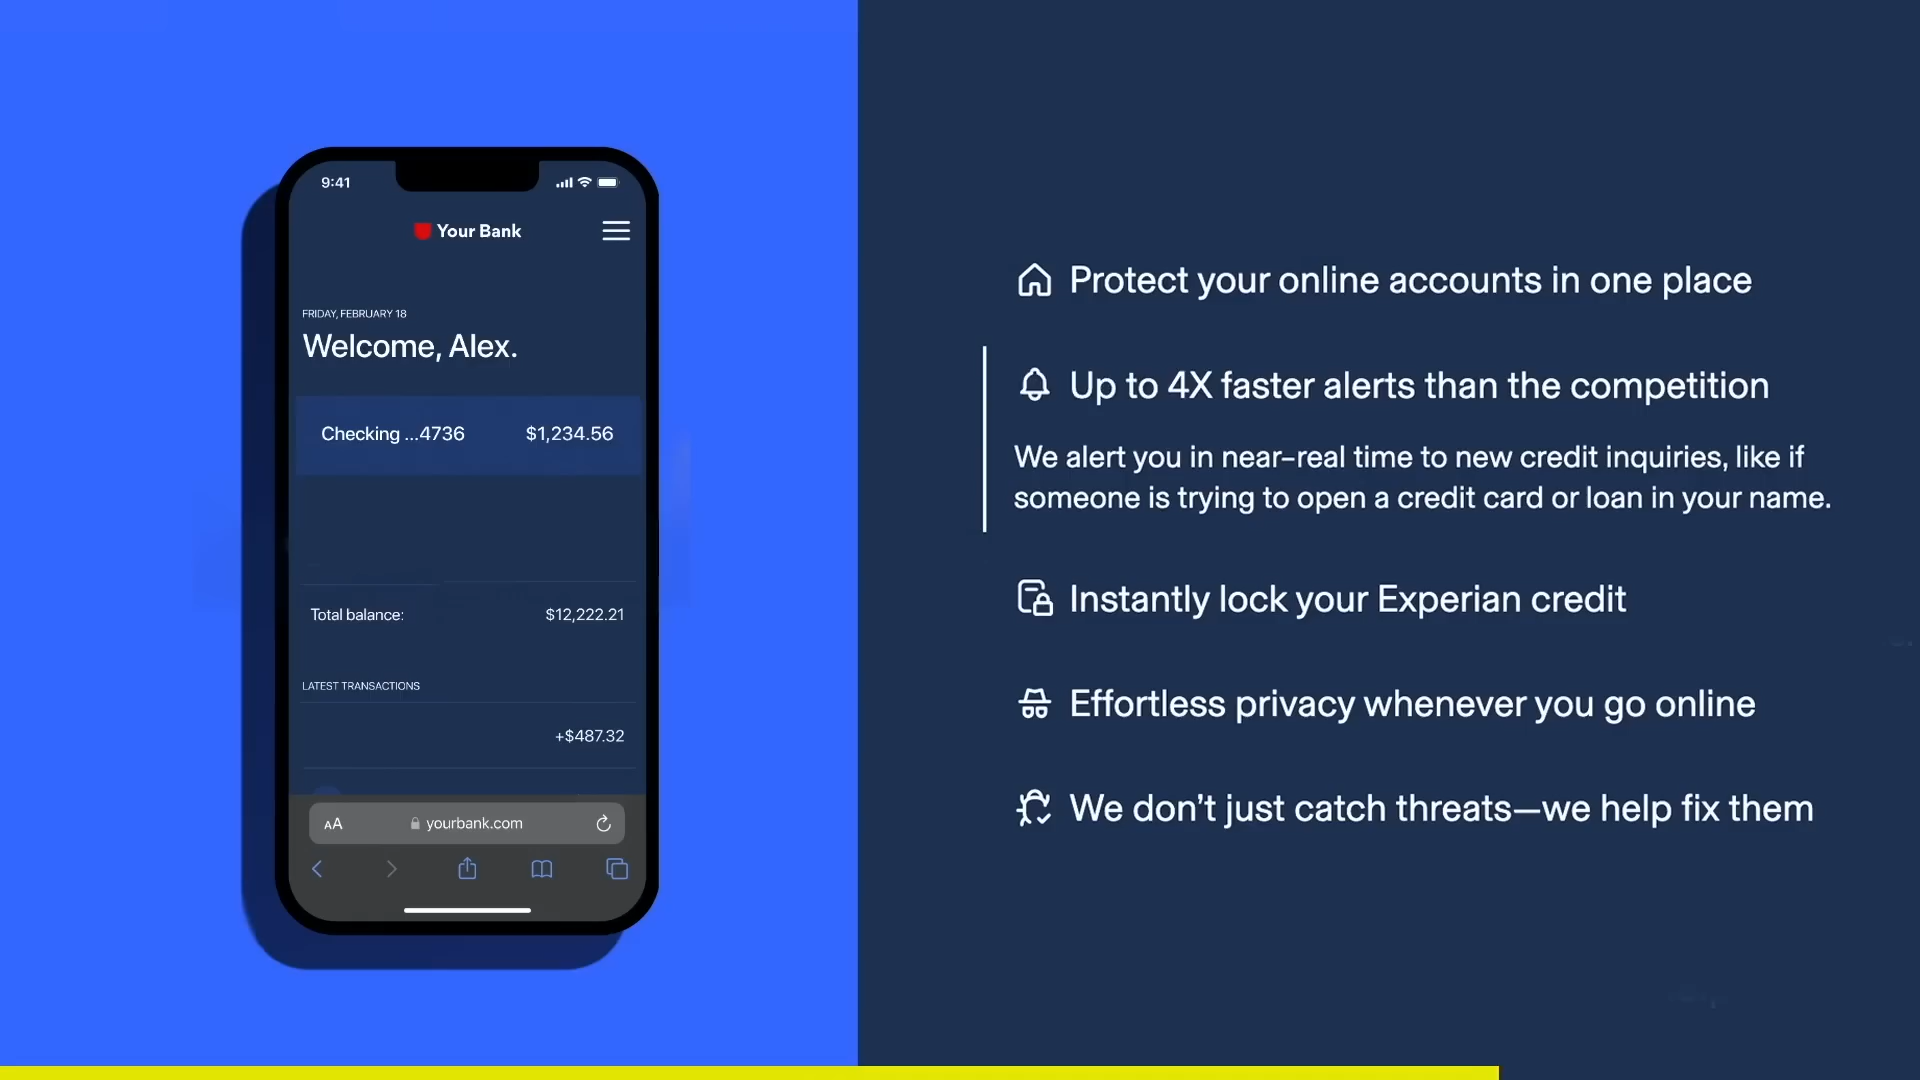 9:41
Your Bank
FRIDAY, FEBRUARY 18
Welcome, Alex.
Checking ...4736 $1,234.56
Total balance: $12,222.21
LATEST TRANSACTIONS
+$487.32
AA yourbank.com
Protect your online accounts in one place
Up to 4X faster alerts than the competition
We alert you in near-real time to new credit inquiries, like if
someone is trying to open a credit card or loan in your name.
Instantly lock your Experian credit
Effortless privacy whenever you go online
We don't just catch threats—we help fix them